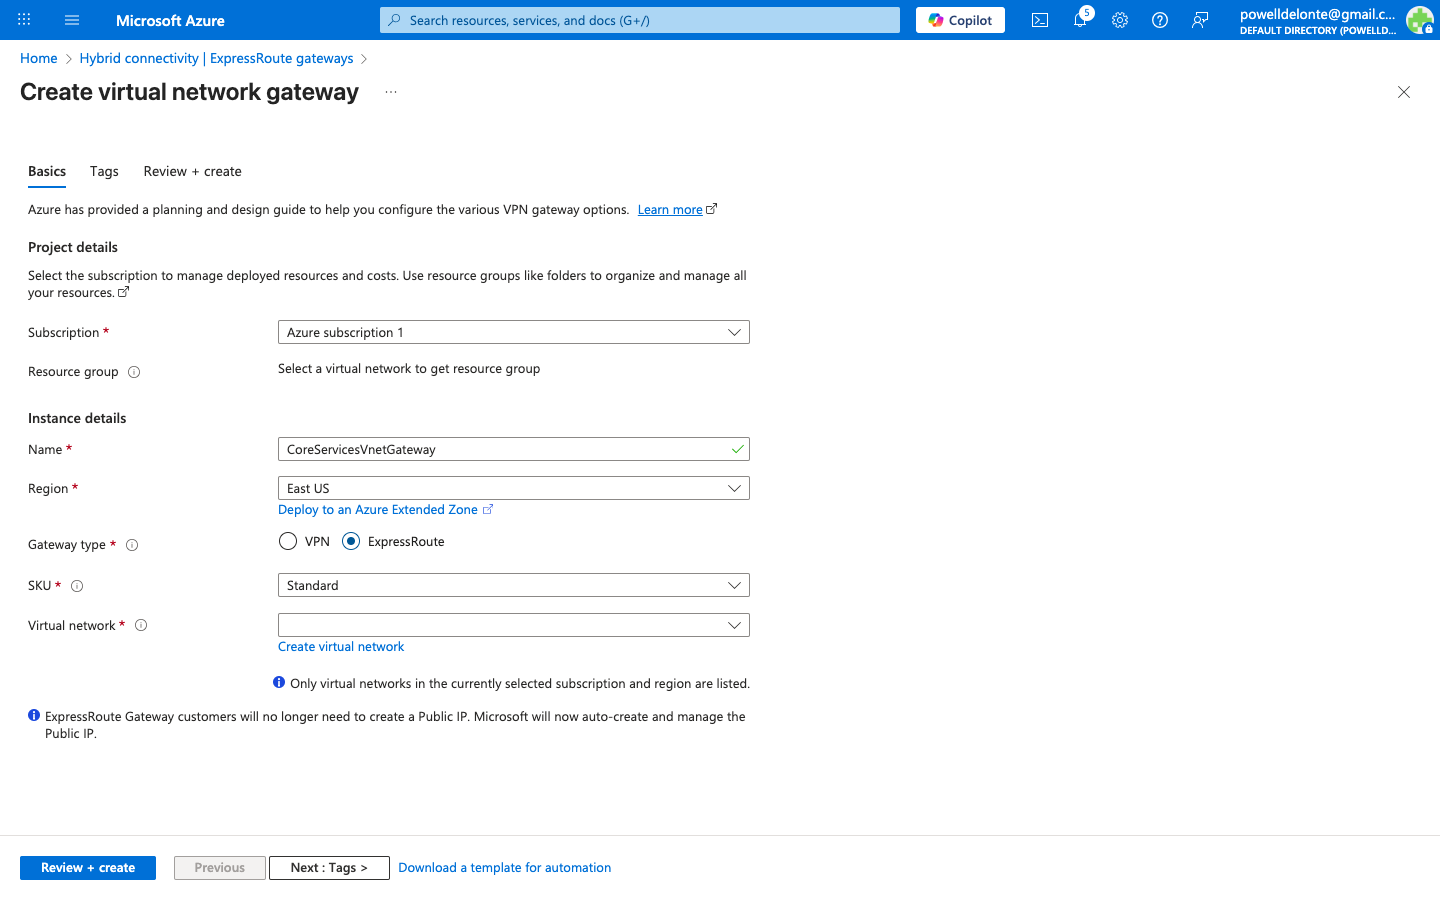 Microsoft Azure
Search resources, services, and docs (G+/)
Copilot
5
powelldelonte@gmail.c...
DEFAULT DIRECTORY (POWELLD...
Home > Hybrid connectivity | ExpressRoute gateways >
Create virtual network gateway ...
Basics Tags Review + create
Azure has provided a planning and design guide to help you configure the various VPN gateway options. Learn more
Project details
Select the subscription to manage deployed resources and costs. Use resource groups like folders to organize and manage all
your resources.
Subscription * Azure subscription 1
Resource group Select a virtual network to get resource group
Instance details
Name * CoreServicesVnetGateway
Region * East US
Deploy to an Azure Extended Zone
Gateway type * VPN ExpressRoute
SKU * Standard
Virtual network *
Create virtual network
Only virtual networks in the currently selected subscription and region are listed.
ExpressRoute Gateway customers will no longer need to create a Public IP. Microsoft will now auto-create and manage the
Public IP.
Review + create Previous Next : Tags > Download a template for automation